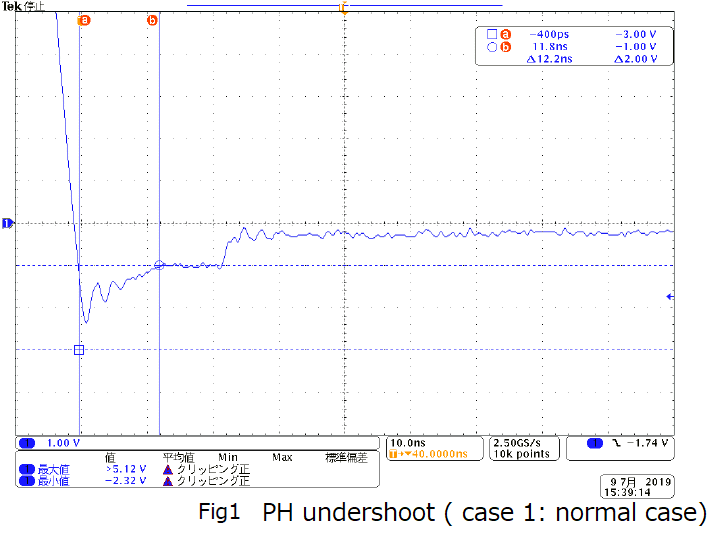 Tek 停止
a b
a -400ps -3.00 V
b 11.8ns -1.00 V
Δ12.2ns Δ2.00 V
1
1 1.00 V
10.0ns
T→▼40.0000ns
2.50GS/s
10k points
1 -1.74 V
値 平均値 Min Max 標準偏差
1 最大値 >5.12 V クリッピング正
1 最小値 -2.32 V クリッピング正
9 7月 2019
15:39:14
Fig1 PH undershoot ( case 1: normal case)